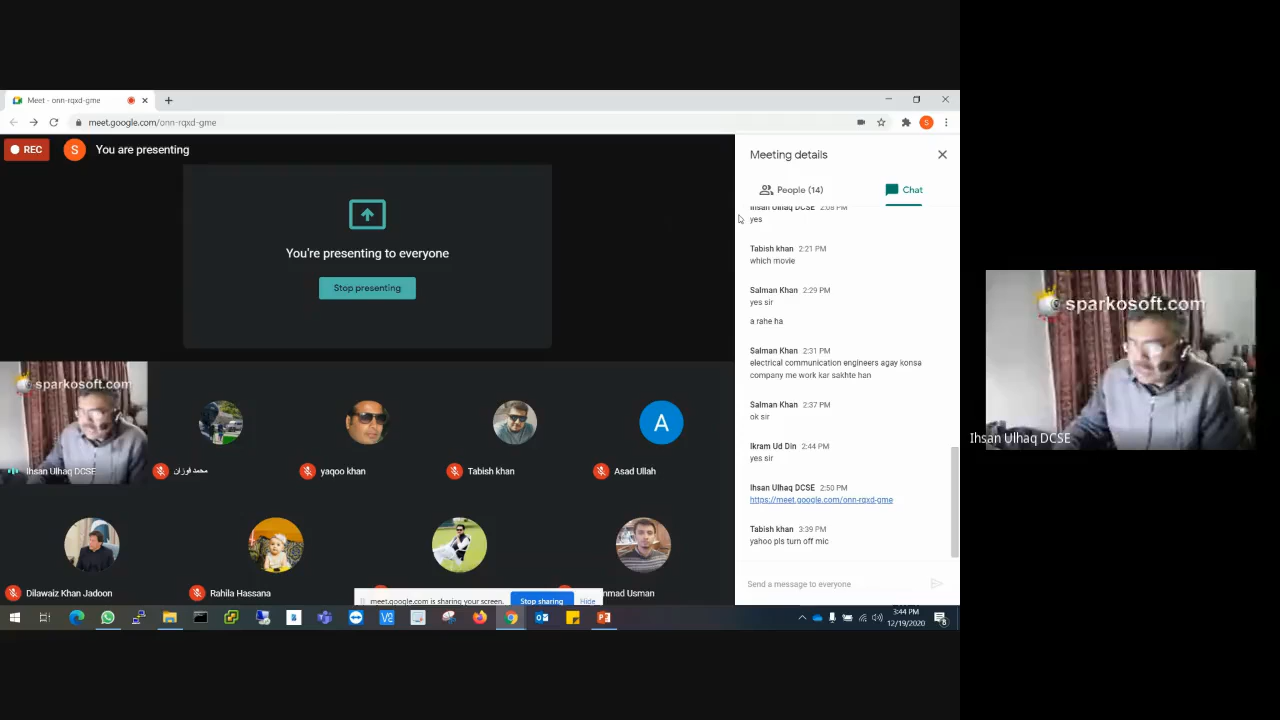 Meet - onn-rqxd-gme
meet.google.com/onn-rqxd-gme
S
REC
S
You are presenting
You're presenting to everyone
Stop presenting
sparkosoft.com
Ihsan Ulhaq DCSE
محمد فوزان
yaqoo khan
Tabish khan
A
Asad Ullah
Dilawaiz Khan Jadoon
Rahila Hassana
mad Usman
meet.google.com is sharing your screen.
Stop sharing
Hide
Meeting details
People (14)
Chat
Ihsan Ulhaq DCSE 2:08 PM
yes
Tabish khan 2:21 PM
which movie
Salman Khan 2:29 PM
yes sir
a rahe ha
Salman Khan 2:31 PM
electrical communication engineers agay konsa
company me work kar sakhte han
Salman Khan 2:37 PM
ok sir
Ikram Ud Din 2:44 PM
yes sir
Ihsan Ulhaq DCSE 2:50 PM
https://meet.google.com/onn-rqxd-gme
Tabish khan 3:39 PM
yahoo pls turn off mic
Send a message to everyone
3:44 PM
12/19/2020
sparkosoft.com
Ihsan Ulhaq DCSE